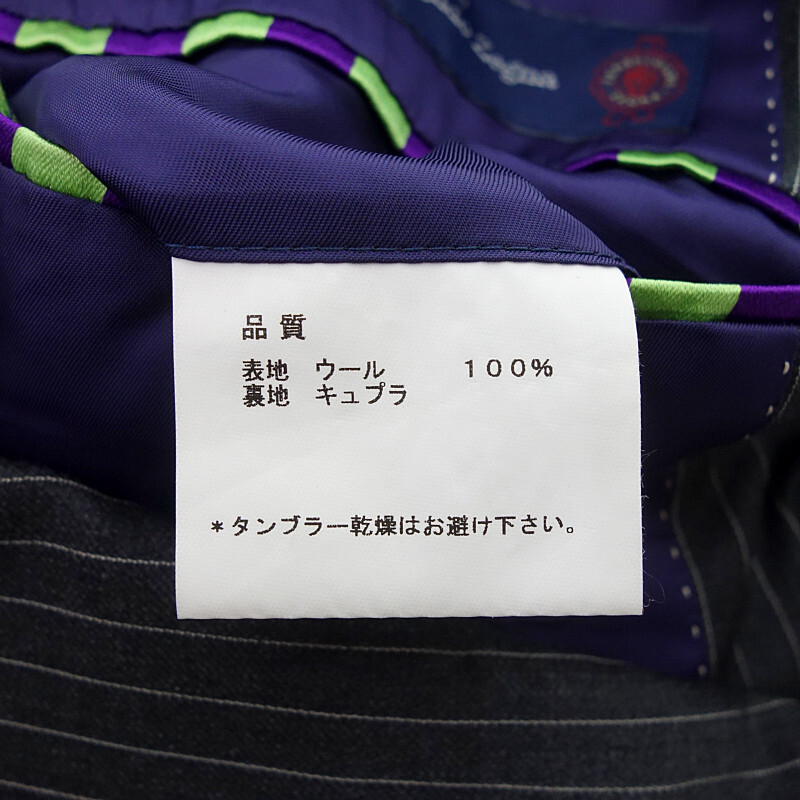 Logan
品質
表地 ウール 100%
裏地 キュプラ
＊タンブラー乾燥はお避け下さい。